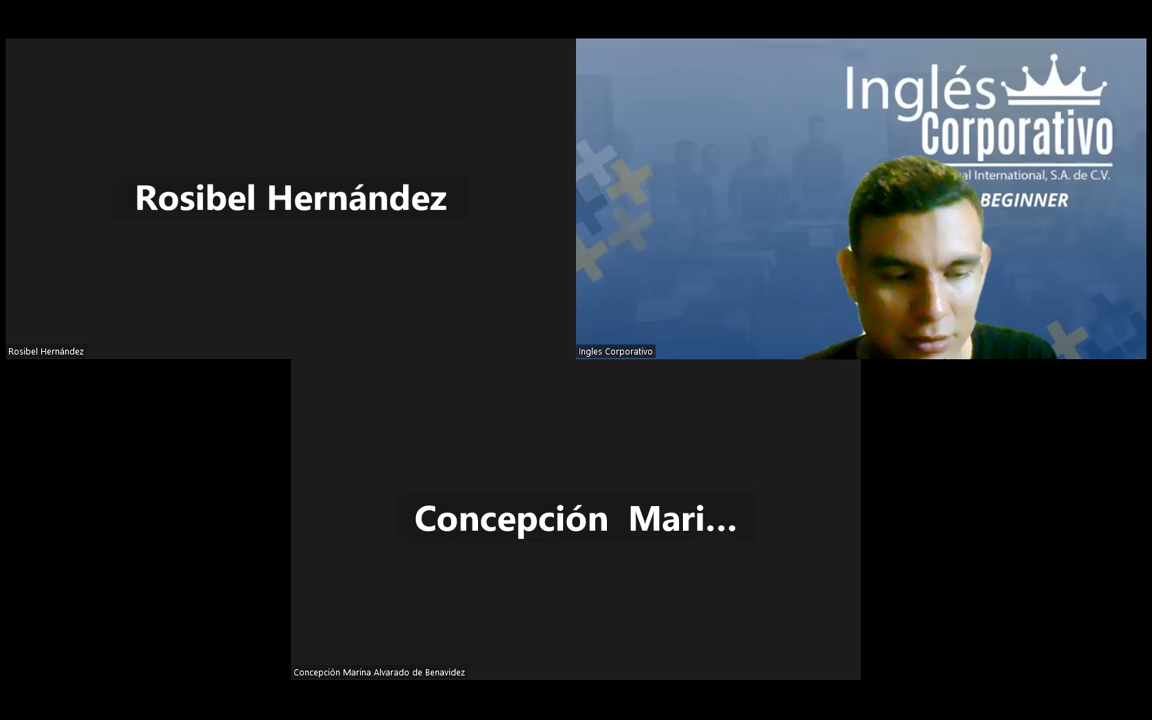 Rosibel Hernández
Rosibel Hernández
Inglés
Corporativo
al International, S.A. de C.V.
BEGINNER
Ingles Corporativo
Concepción Mari...
Concepción Marina Alvarado de Benavidez